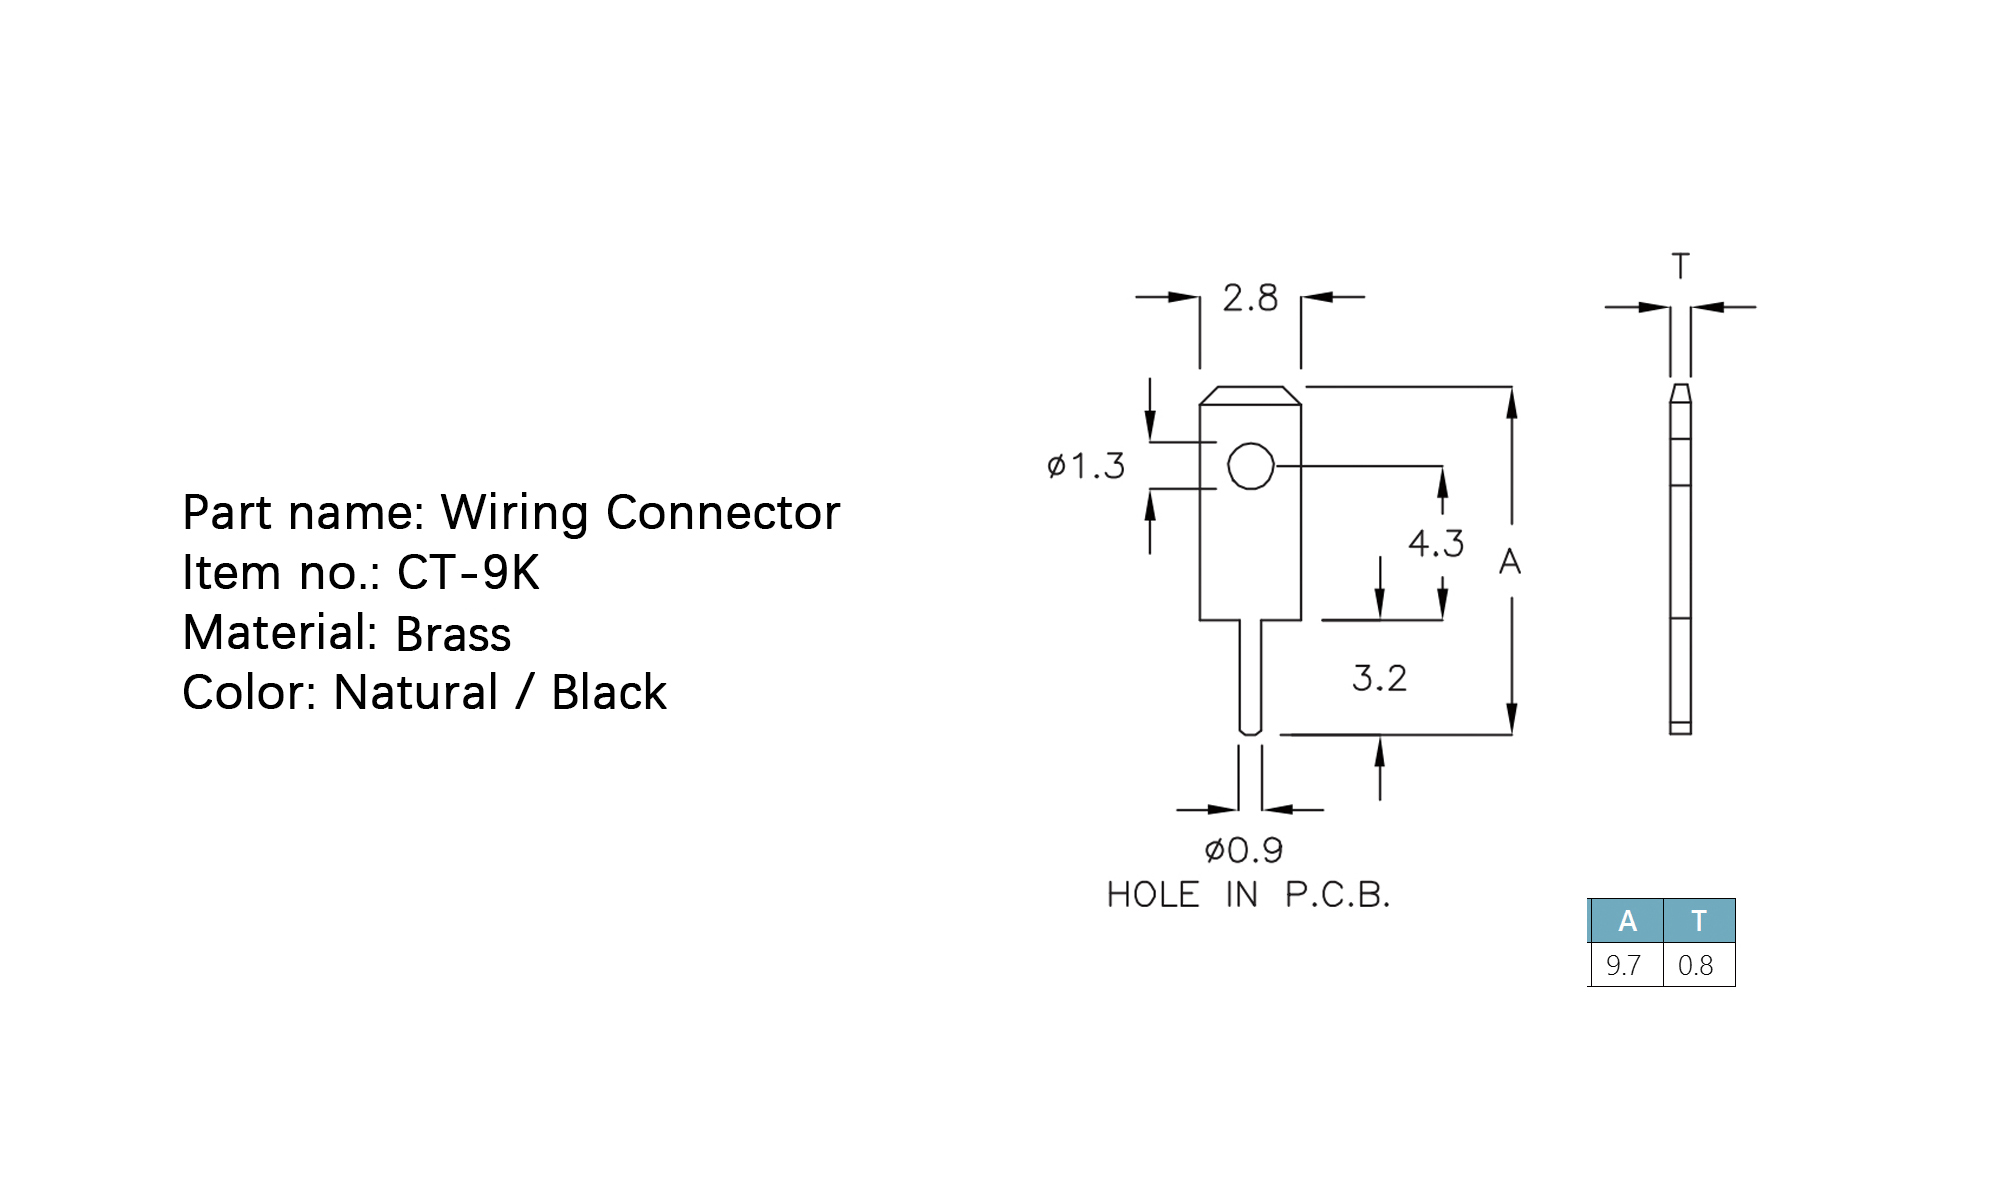 Part name: Wiring Connector
Item no.: CT-9K
Material: Brass
Color: Natural / Black
T
2.8
ø1.3
4.3
A
3.2
ø0.9
HOLE IN P.C.B.
A T
9.7 0.8